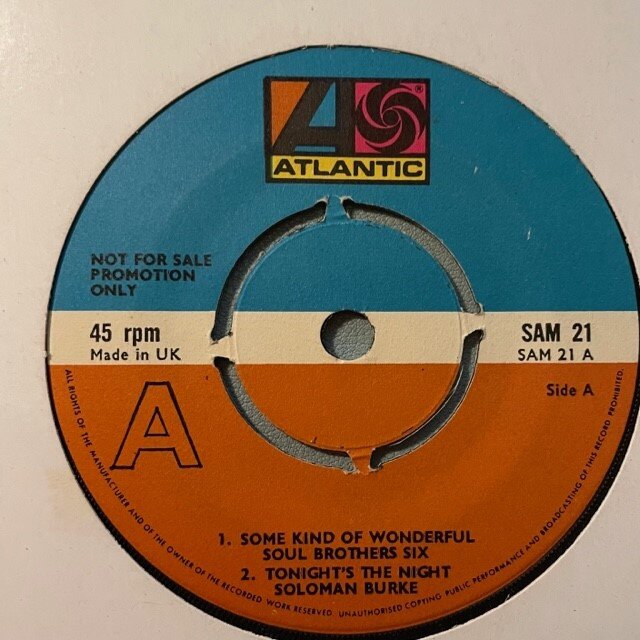 ATLANTIC
®
NOT FOR SALE
PROMOTION
ONLY
45 rpm
Made in UK
SAM 21
SAM 21 A
Side A
A
1. SOME KIND OF WONDERFUL
SOUL BROTHERS SIX
2. TONIGHT'S THE NIGHT
SOLOMAN BURKE
ALL RIGHTS OF THE MANUFACTURER AND OF THE OWNER OF THE RECORDED WORK RESERVED. UNAUTHORISED COPYING PUBLIC PERFORMANCE AND BROADCASTING OF THIS RECORD PROHIBITED.